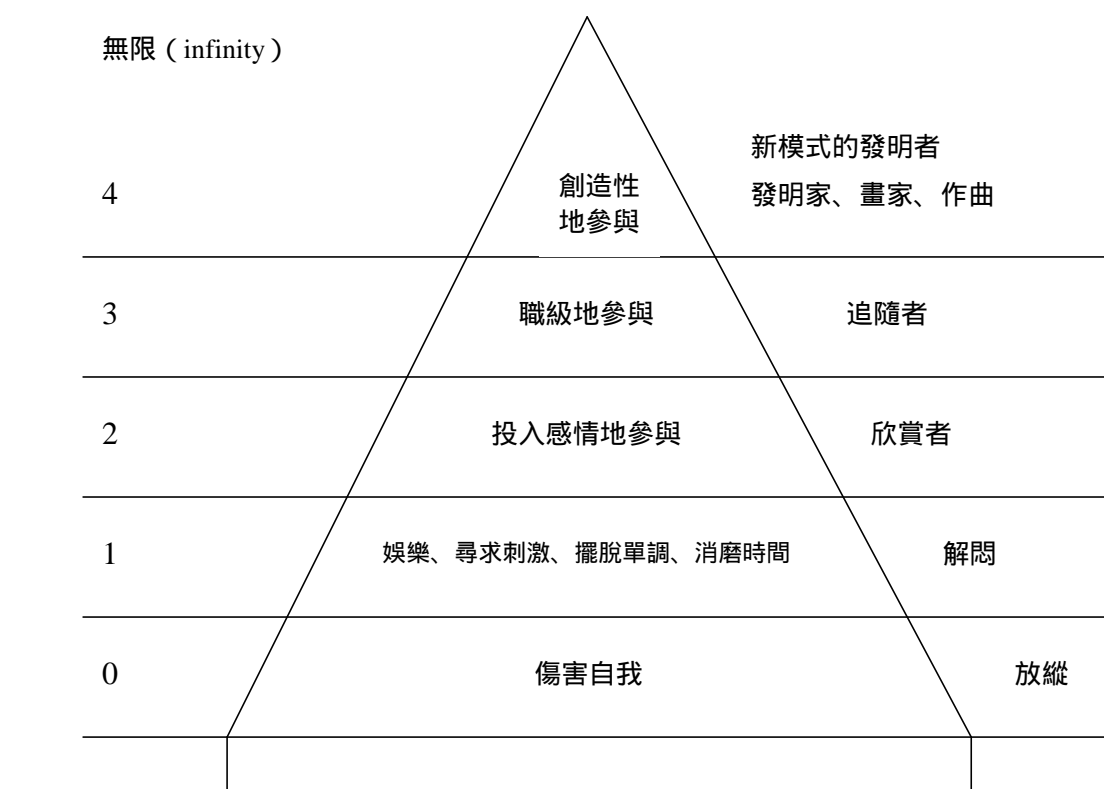 無限（infinity）
新模式的發明者
4 創造性 發明家、畫家、作曲
地參與
3 職級地參與 追隨者
2 投入感情地參與 欣賞者
1 娛樂、尋求刺激、擺脫單調、消磨時間 解悶
0 傷害自我 放縱